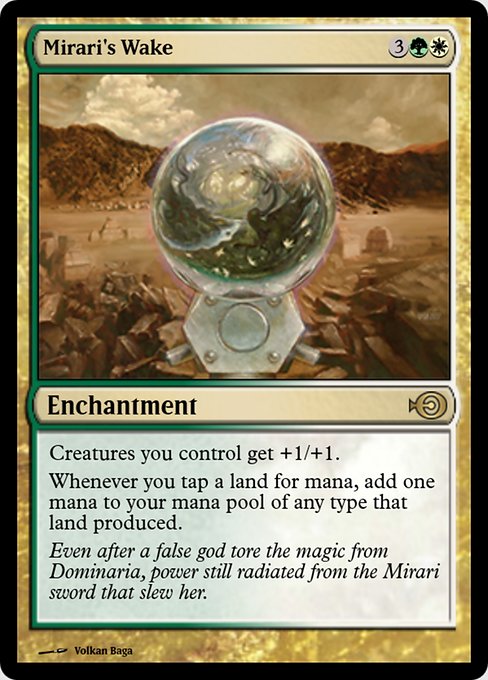 Mirari's Wake 3
Enchantment
Creatures you control get +1/+1.
Whenever you tap a land for mana, add one
mana to your mana pool of any type that
land produced.
Even after a false god tore the magic from
Dominaria, power still radiated from the Mirari
sword that slew her.
Volkan Baga